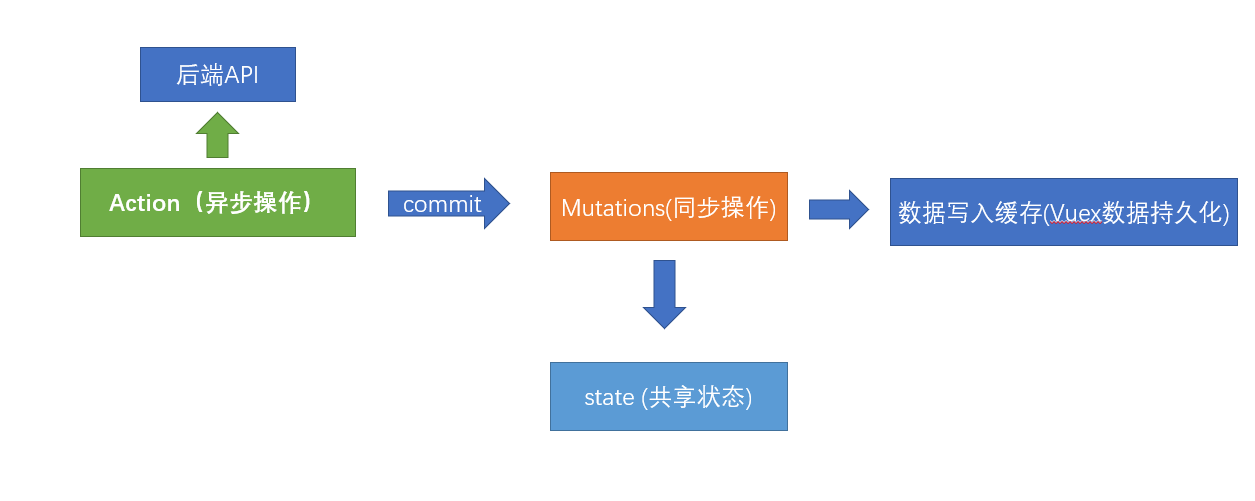 后端API
Action（异步操作）
commit
Mutations(同步操作)
数据写入缓存(Vuex数据持久化)
state (共享状态)